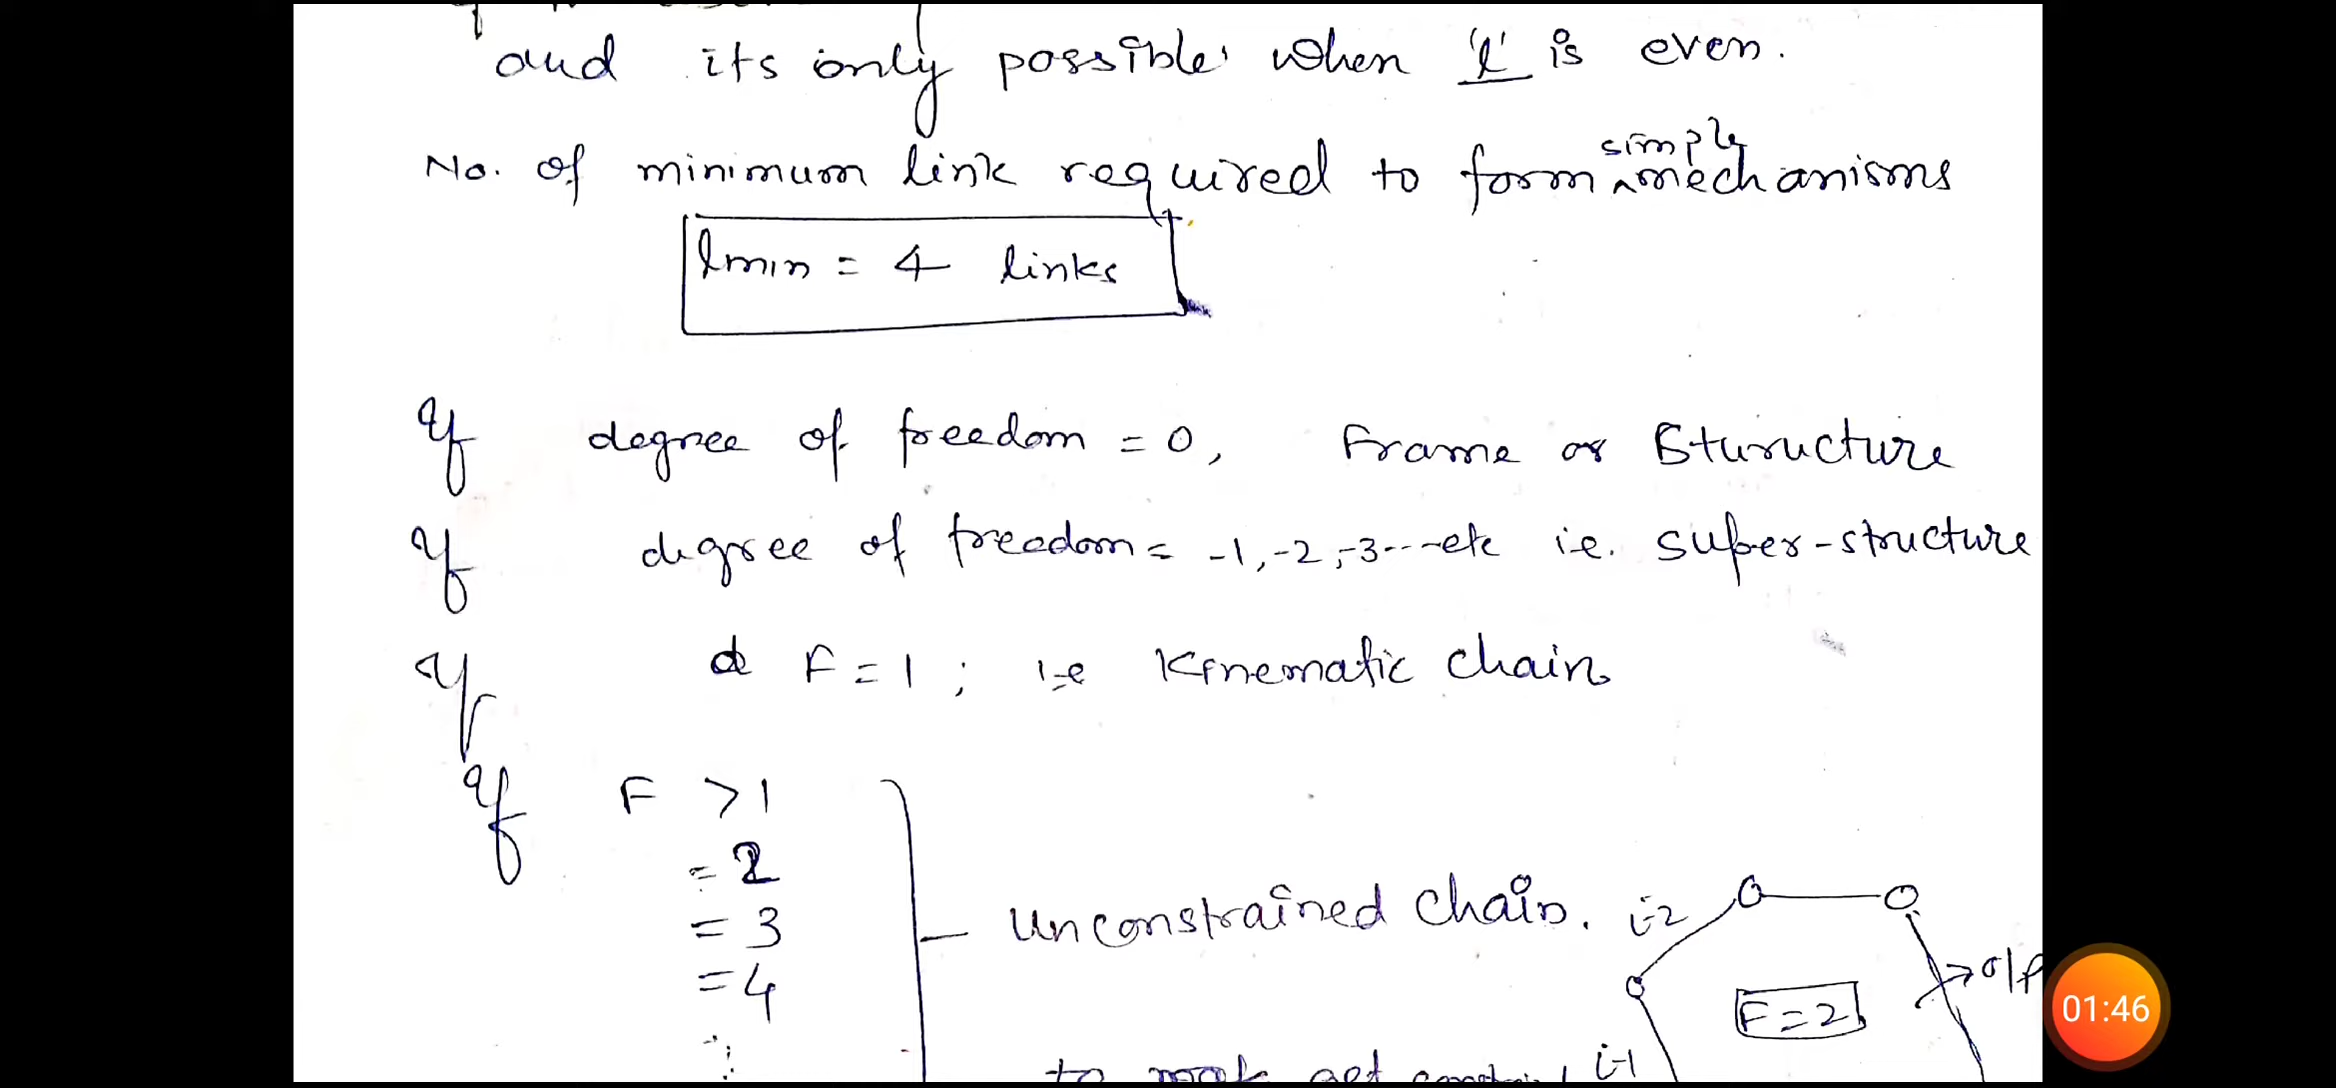 and its only possible when 'l' is even.
No. of minimum link required to form simple mechanisms
lmin = 4 links
If degree of freedom = 0, Frame or Sturucture
If degree of freedom = -1, -2, -3---etc i.e. super-structure
If d F = 1 ; i.e Kinematic chain
If F > 1
= 2
= 3
= 4
Unconstrained chain.
i-2
o/p
F = 2
i-1
to
01:46